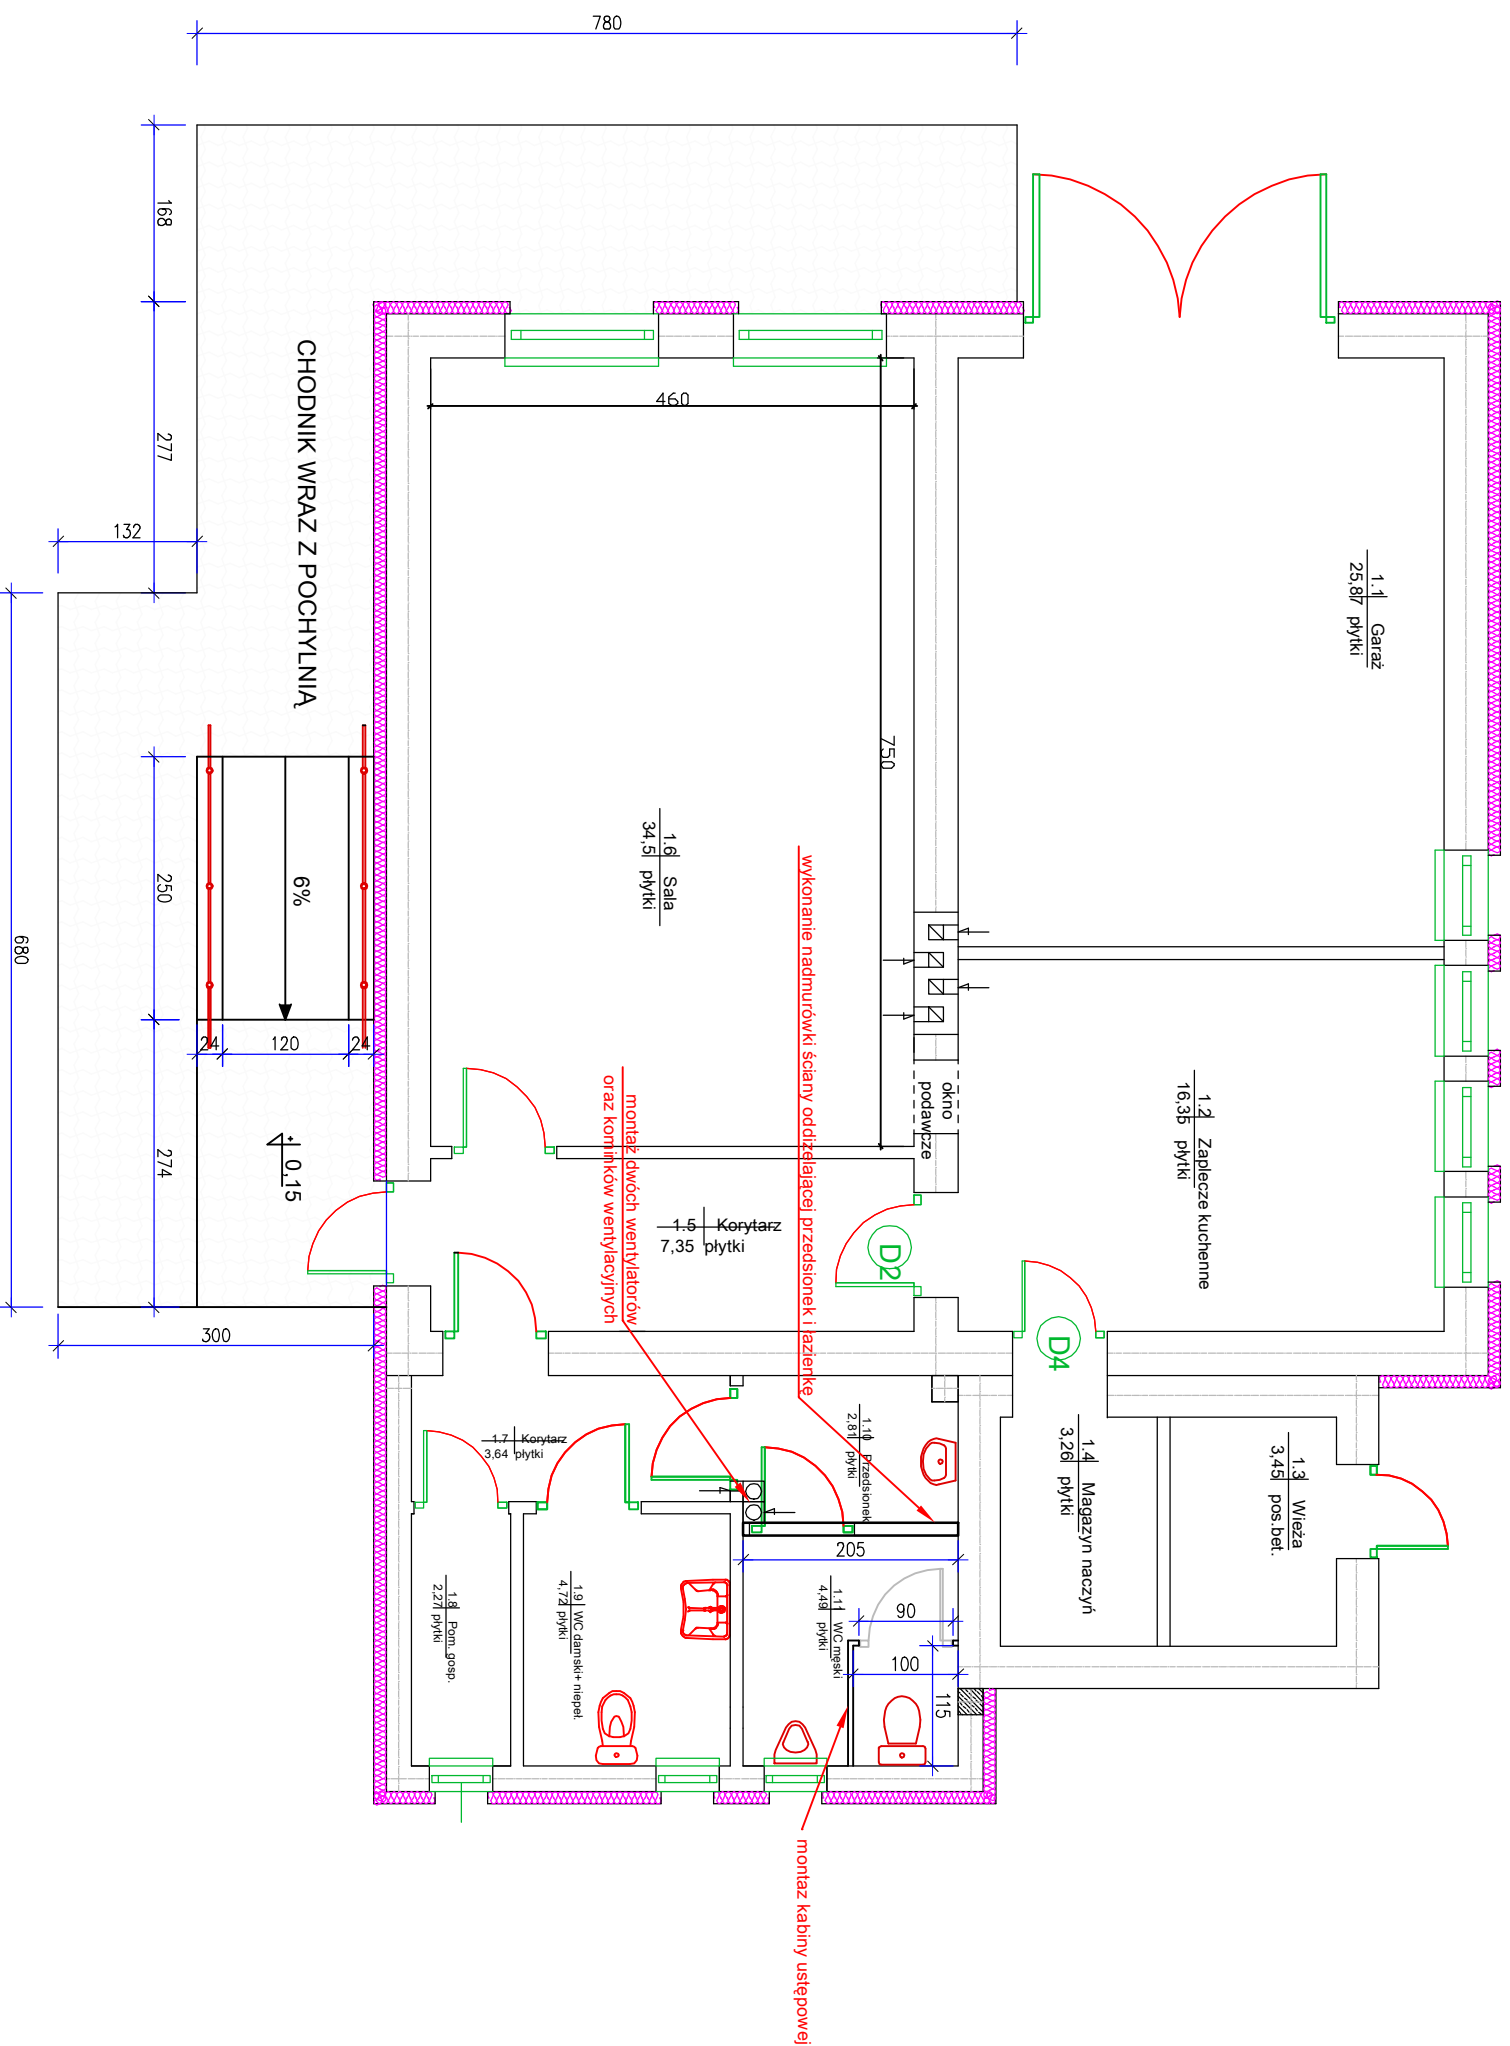 780
168
277
132
680
250
274
300
24
120
24
CHODNIK WRAZ Z POCHYLNIĄ
6%
0,15
460
750
1.1 Garaż
25,87 płytki
1.2 Zaplecze kuchenne
16,35 płytki
1.3 Wieża
3,45 pos.bet.
1.4 Magazyn naczyń
3,26 płytki
1.5 Korytarz
7,35 płytki
1.6 Sala
34,5 płytki
1.7 Korytarz
3,64 płytki
1.8 Pom. gosp.
2,27 płytki
1.9 WC damski+ niepeł.
4,72 płytki
1.10 Przedsionek
2,81 płytki
1.11 WC męski
4,49 płytki
okno
podawcze
D2
D4
205
90
100
115
wykonanie nadmurówki ściany oddizelającej przedsionek i łazienkę
montaż dwóch wentylatorów
oraz kominków wentylacyjnych
montaz kabiny ustępowej